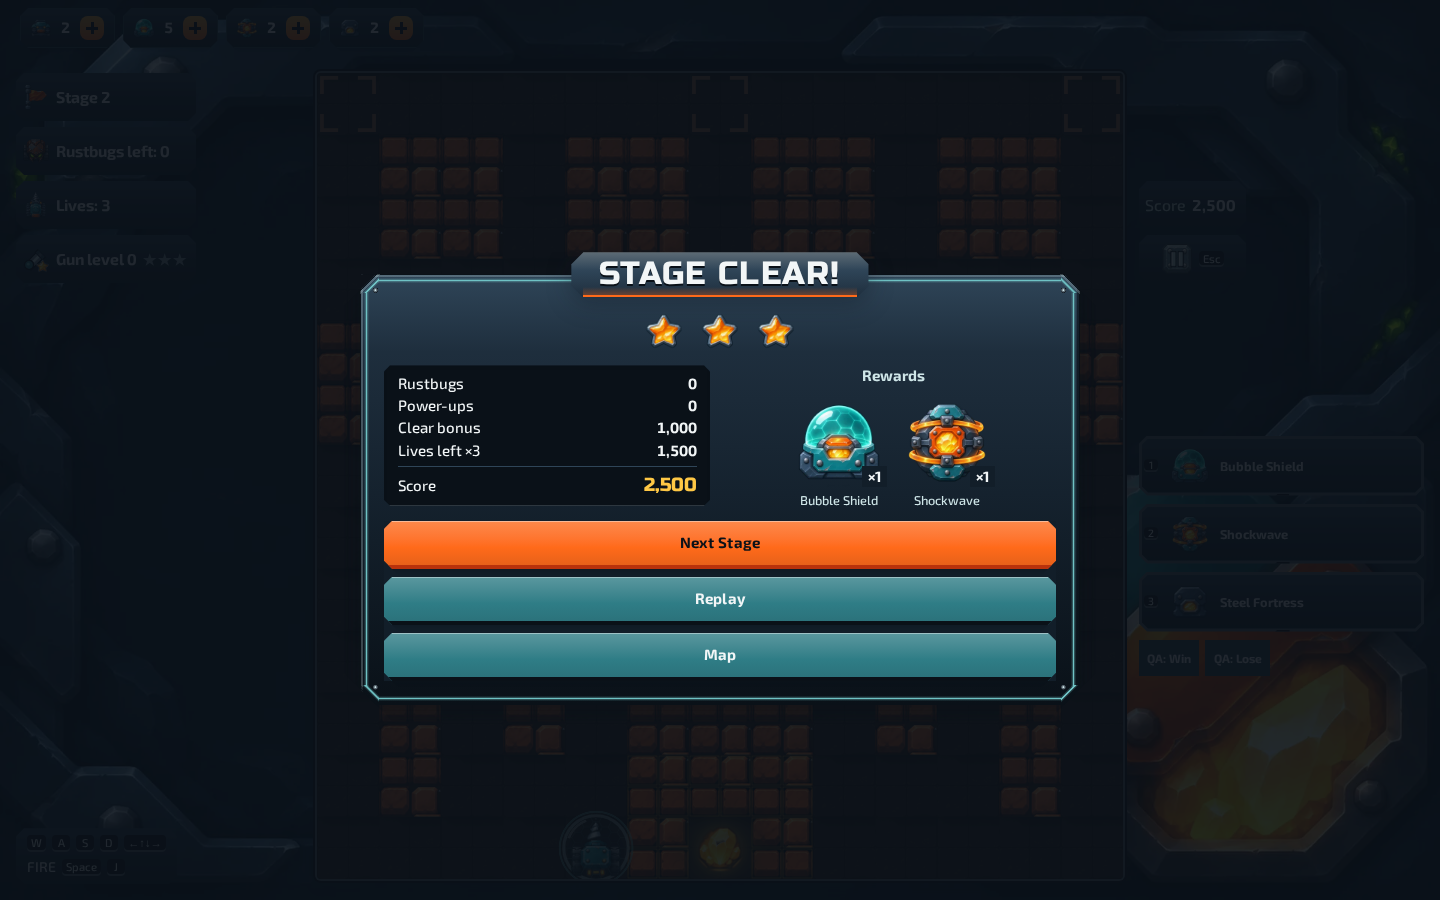 2
5
2
2
Stage 2
Rustbugs left: 0
Lives: 3
Gun level 0 ★★★
Score 2,500
Esc
STAGE CLEAR!
Rustbugs 0
Power-ups 0
Clear bonus 1,000
Lives left ×3 1,500
Score 2,500
Rewards
×1
×1
Bubble Shield
Shockwave
Next Stage
Replay
Map
1 Bubble Shield
2 Shockwave
3 Steel Fortress
QA: Win QA: Lose
W A S D ←↑↓→
FIRE Space J